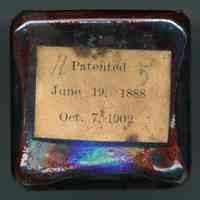 11 Patented 5
June 19, 1888
Oct. 7, 1902